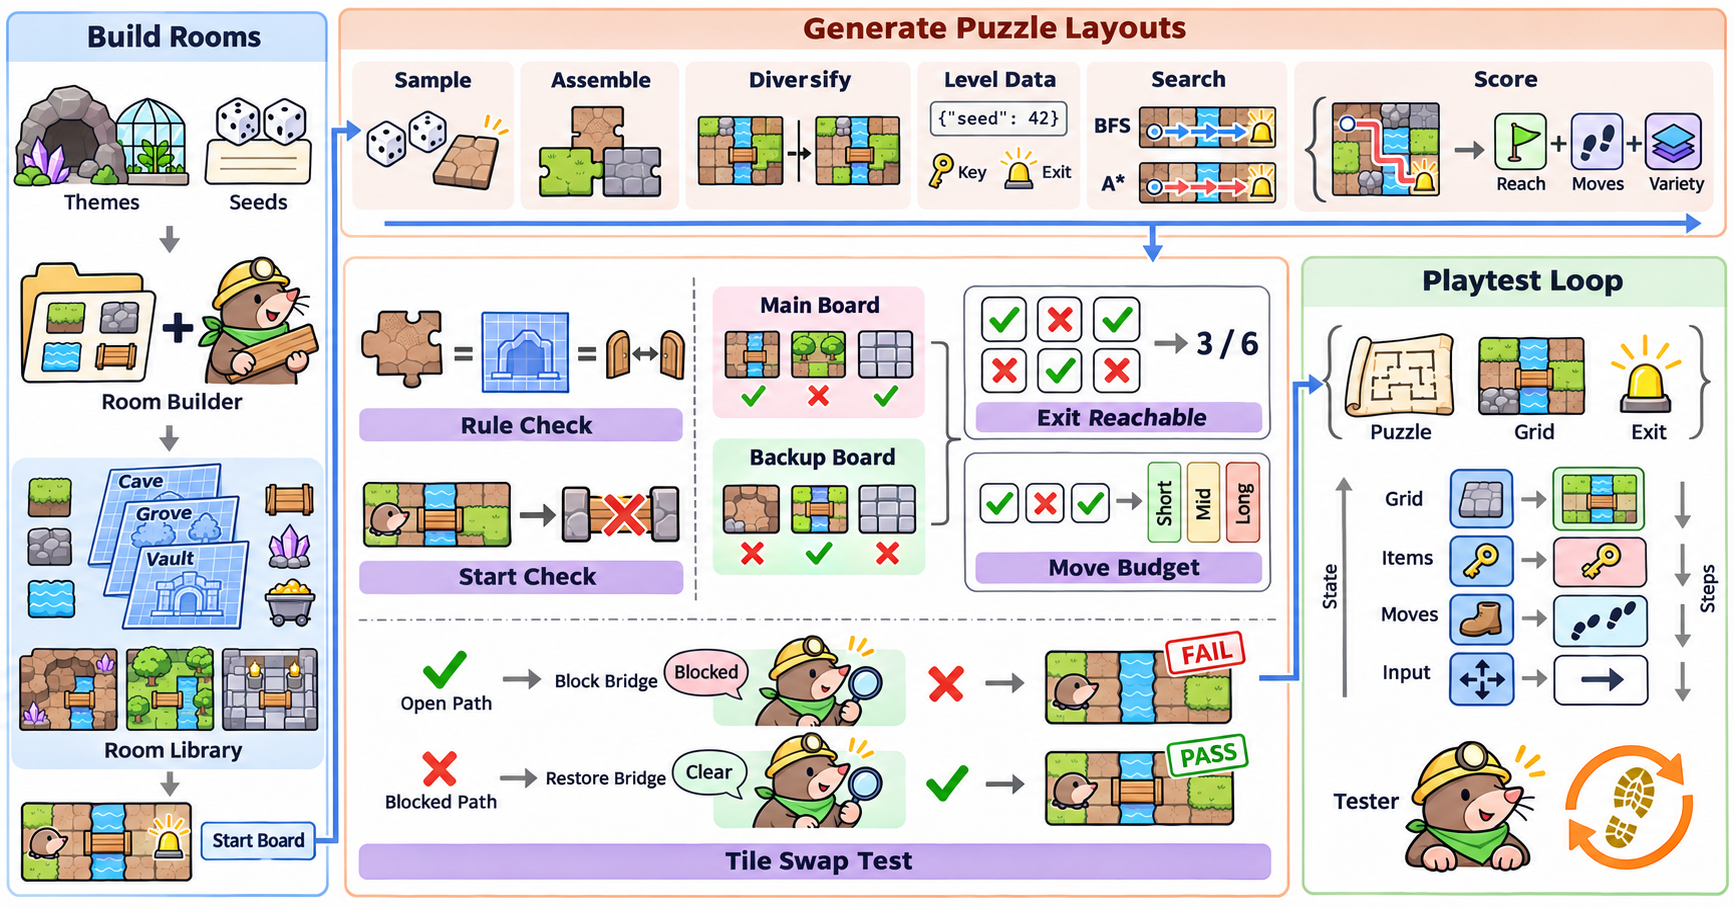 Build Rooms
Themes
Seeds
Room Builder
Cave
Grove
Vault
Room Library
Start Board
Generate Puzzle Layouts
Sample
Assemble
Diversify
Level Data
{"seed": 42}
Key
Exit
Search
BFS
A*
Score
Reach
+
Moves
+
Variety
+
=
=
Rule Check
Start Check
Main Board
Backup Board
3 / 6
Exit Reachable
Short
Mid
Long
Move Budget
Open Path
Block Bridge
Blocked
FAIL
Blocked Path
Restore Bridge
Clear
PASS
Tile Swap Test
Playtest Loop
Puzzle
Grid
Exit
State
Grid
Items
Moves
Input
Steps
Tester